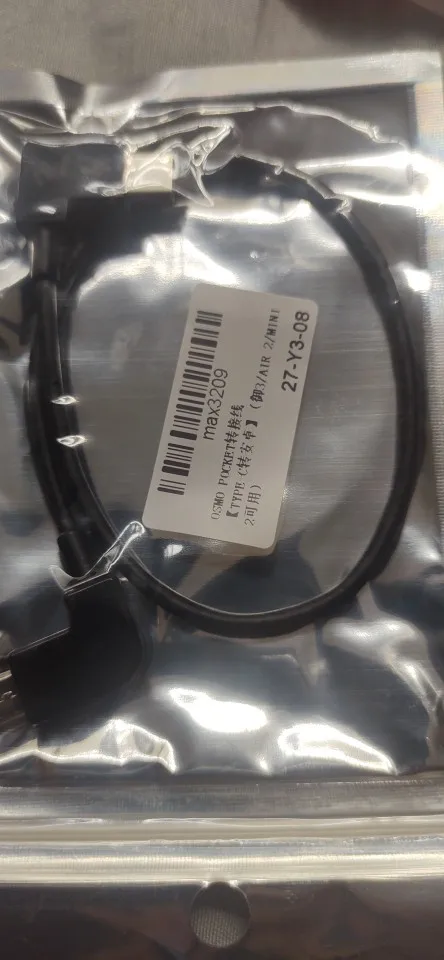 max3209
OSMO POCKET转接线
【TYPE C转安卓】（御3/AIR 2/MINI
2可用）
27-Y3-08